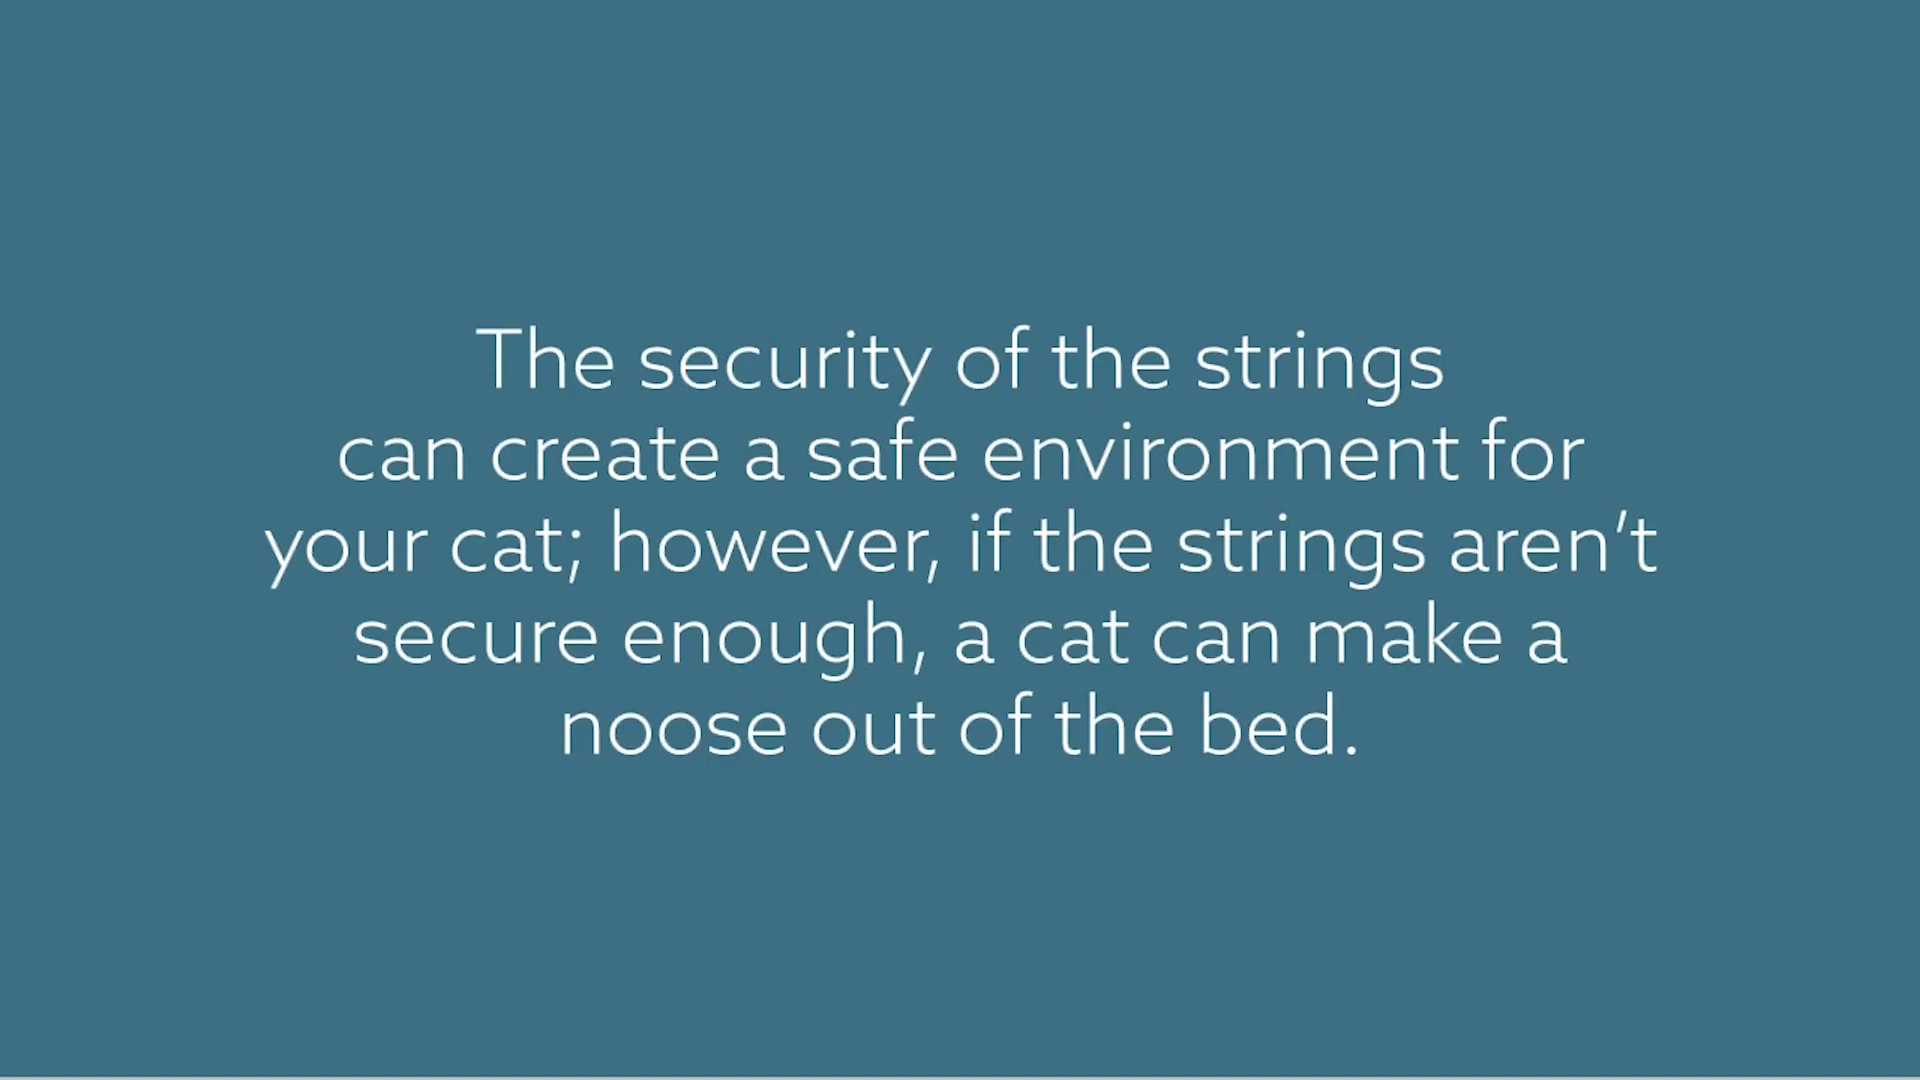 The security of the strings
can create a safe environment for
your cat; however, if the strings aren’t
secure enough, a cat can make a
noose out of the bed.